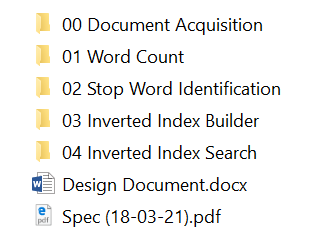 00 Document Acquisition
01 Word Count
02 Stop Word Identification
03 Inverted Index Builder
04 Inverted Index Search
Design Document.docx
Spec (18-03-21).pdf